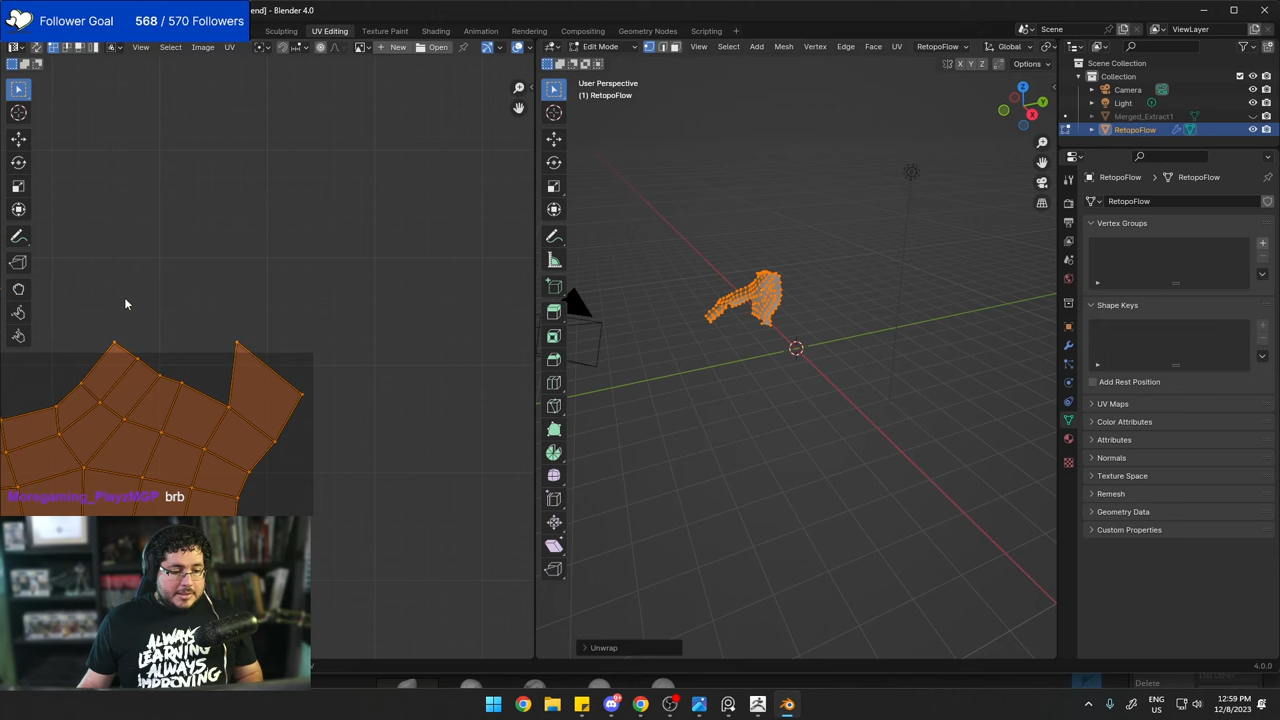 Follower Goal 568 / 570 Followers
end] - Blender 4.0
UV Editing Sculpting Texture Paint Shading Animation Rendering Compositing Geometry Nodes Scripting +
Scene ViewLayer
View Select Image UV New Open
Edit Mode View Select Add Mesh Vertex Edge Face UV RetopoFlow Global
X Y Z Options
User Perspective
(1) RetopoFlow
Z
Y
X
Scene Collection
Collection
Camera
Light
Merged_Extract1
RetopoFlow
RetopoFlow RetopoFlow
RetopoFlow
Vertex Groups
Shape Keys
Add Rest Position
UV Maps
Color Attributes
Attributes
Normals
Texture Space
Remesh
Geometry Data
Custom Properties
Moregaming_PlayzMGP brb
ALWAYS
LEARNING
ALWAYS
IMPROVING
Unwrap
4.0.0
Delete
ENG
US
12:59 PM
12/8/2023